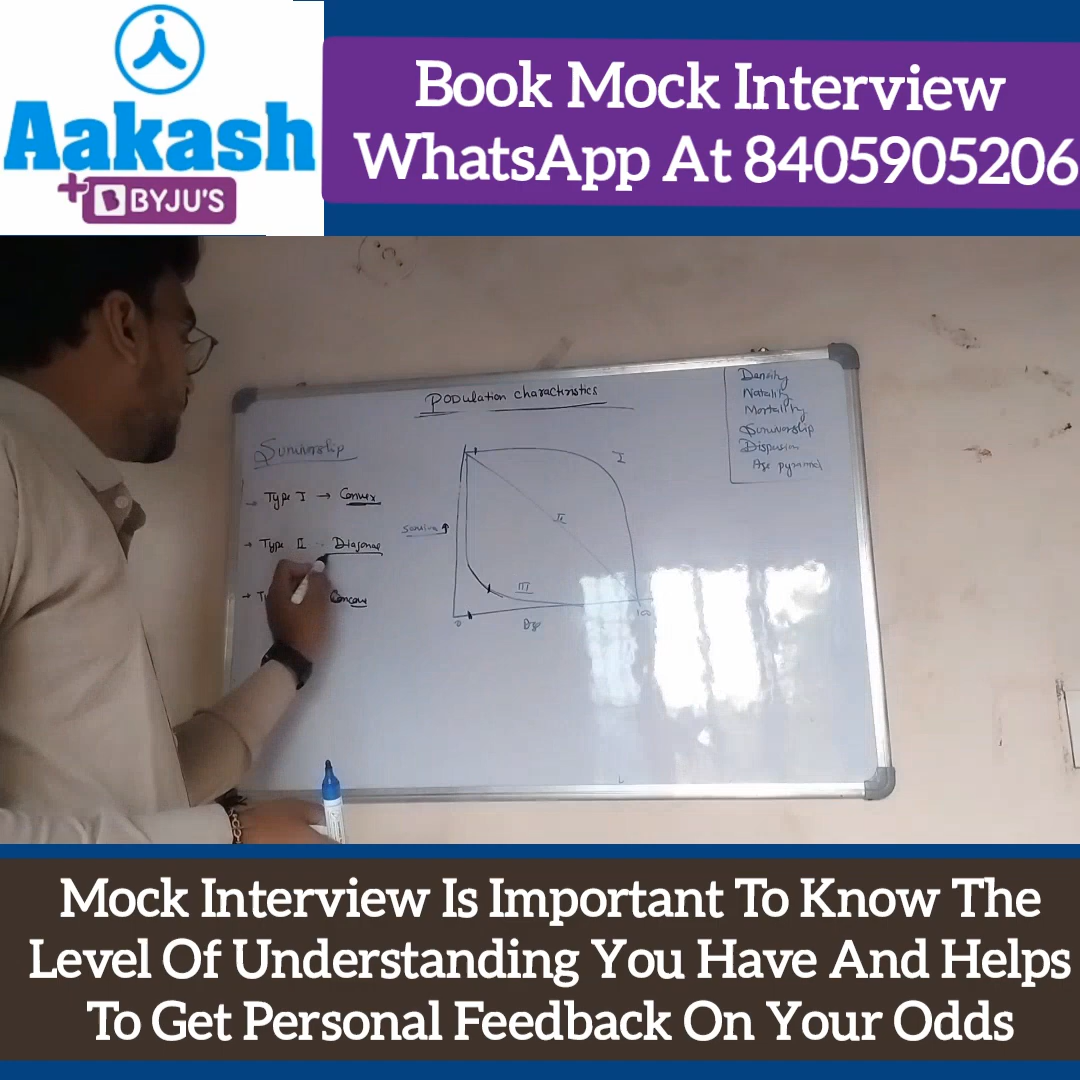 Aakash
+ BYJU'S
Book Mock Interview
WhatsApp At 8405905206
Population characteristics
Density
Natality
Mortality
Survivorship
Age pyramid
Survivorship
→ Type I → Convex
→ Type II Diagonal
I
II
III
0
100
Mock Interview Is Important To Know The
Level Of Understanding You Have And Helps
To Get Personal Feedback On Your Odds